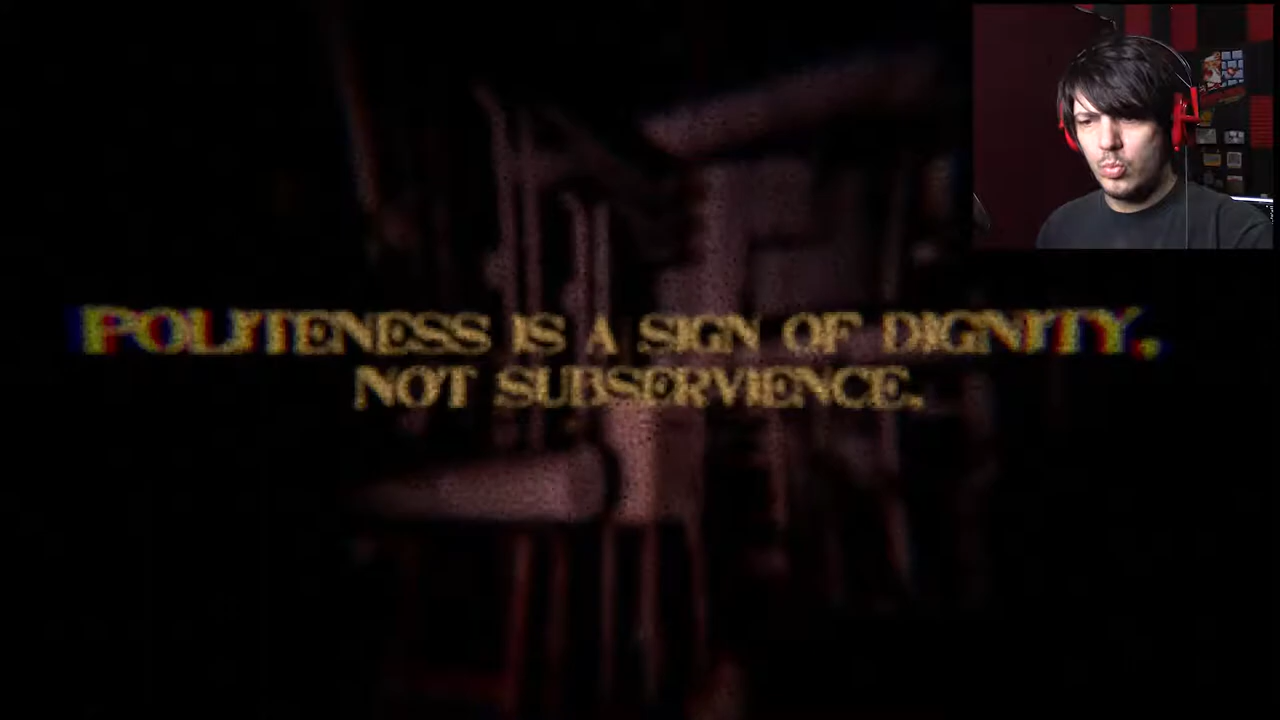 POLITENESS IS A SIGN OF DIGNITY,
NOT SUBSERVIENCE.